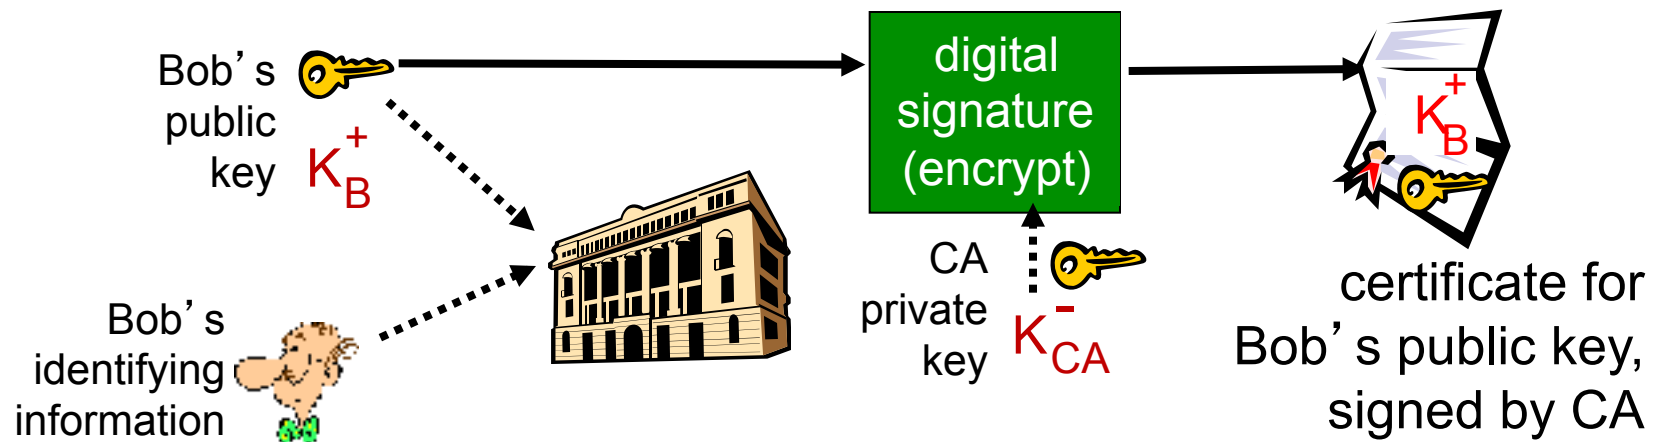 Bob’s
public
key
K+B
digital
signature
(encrypt)
K+B
Bob’s
identifying
information
CA
private
key
K-CA
certificate for
Bob’s public key,
signed by CA